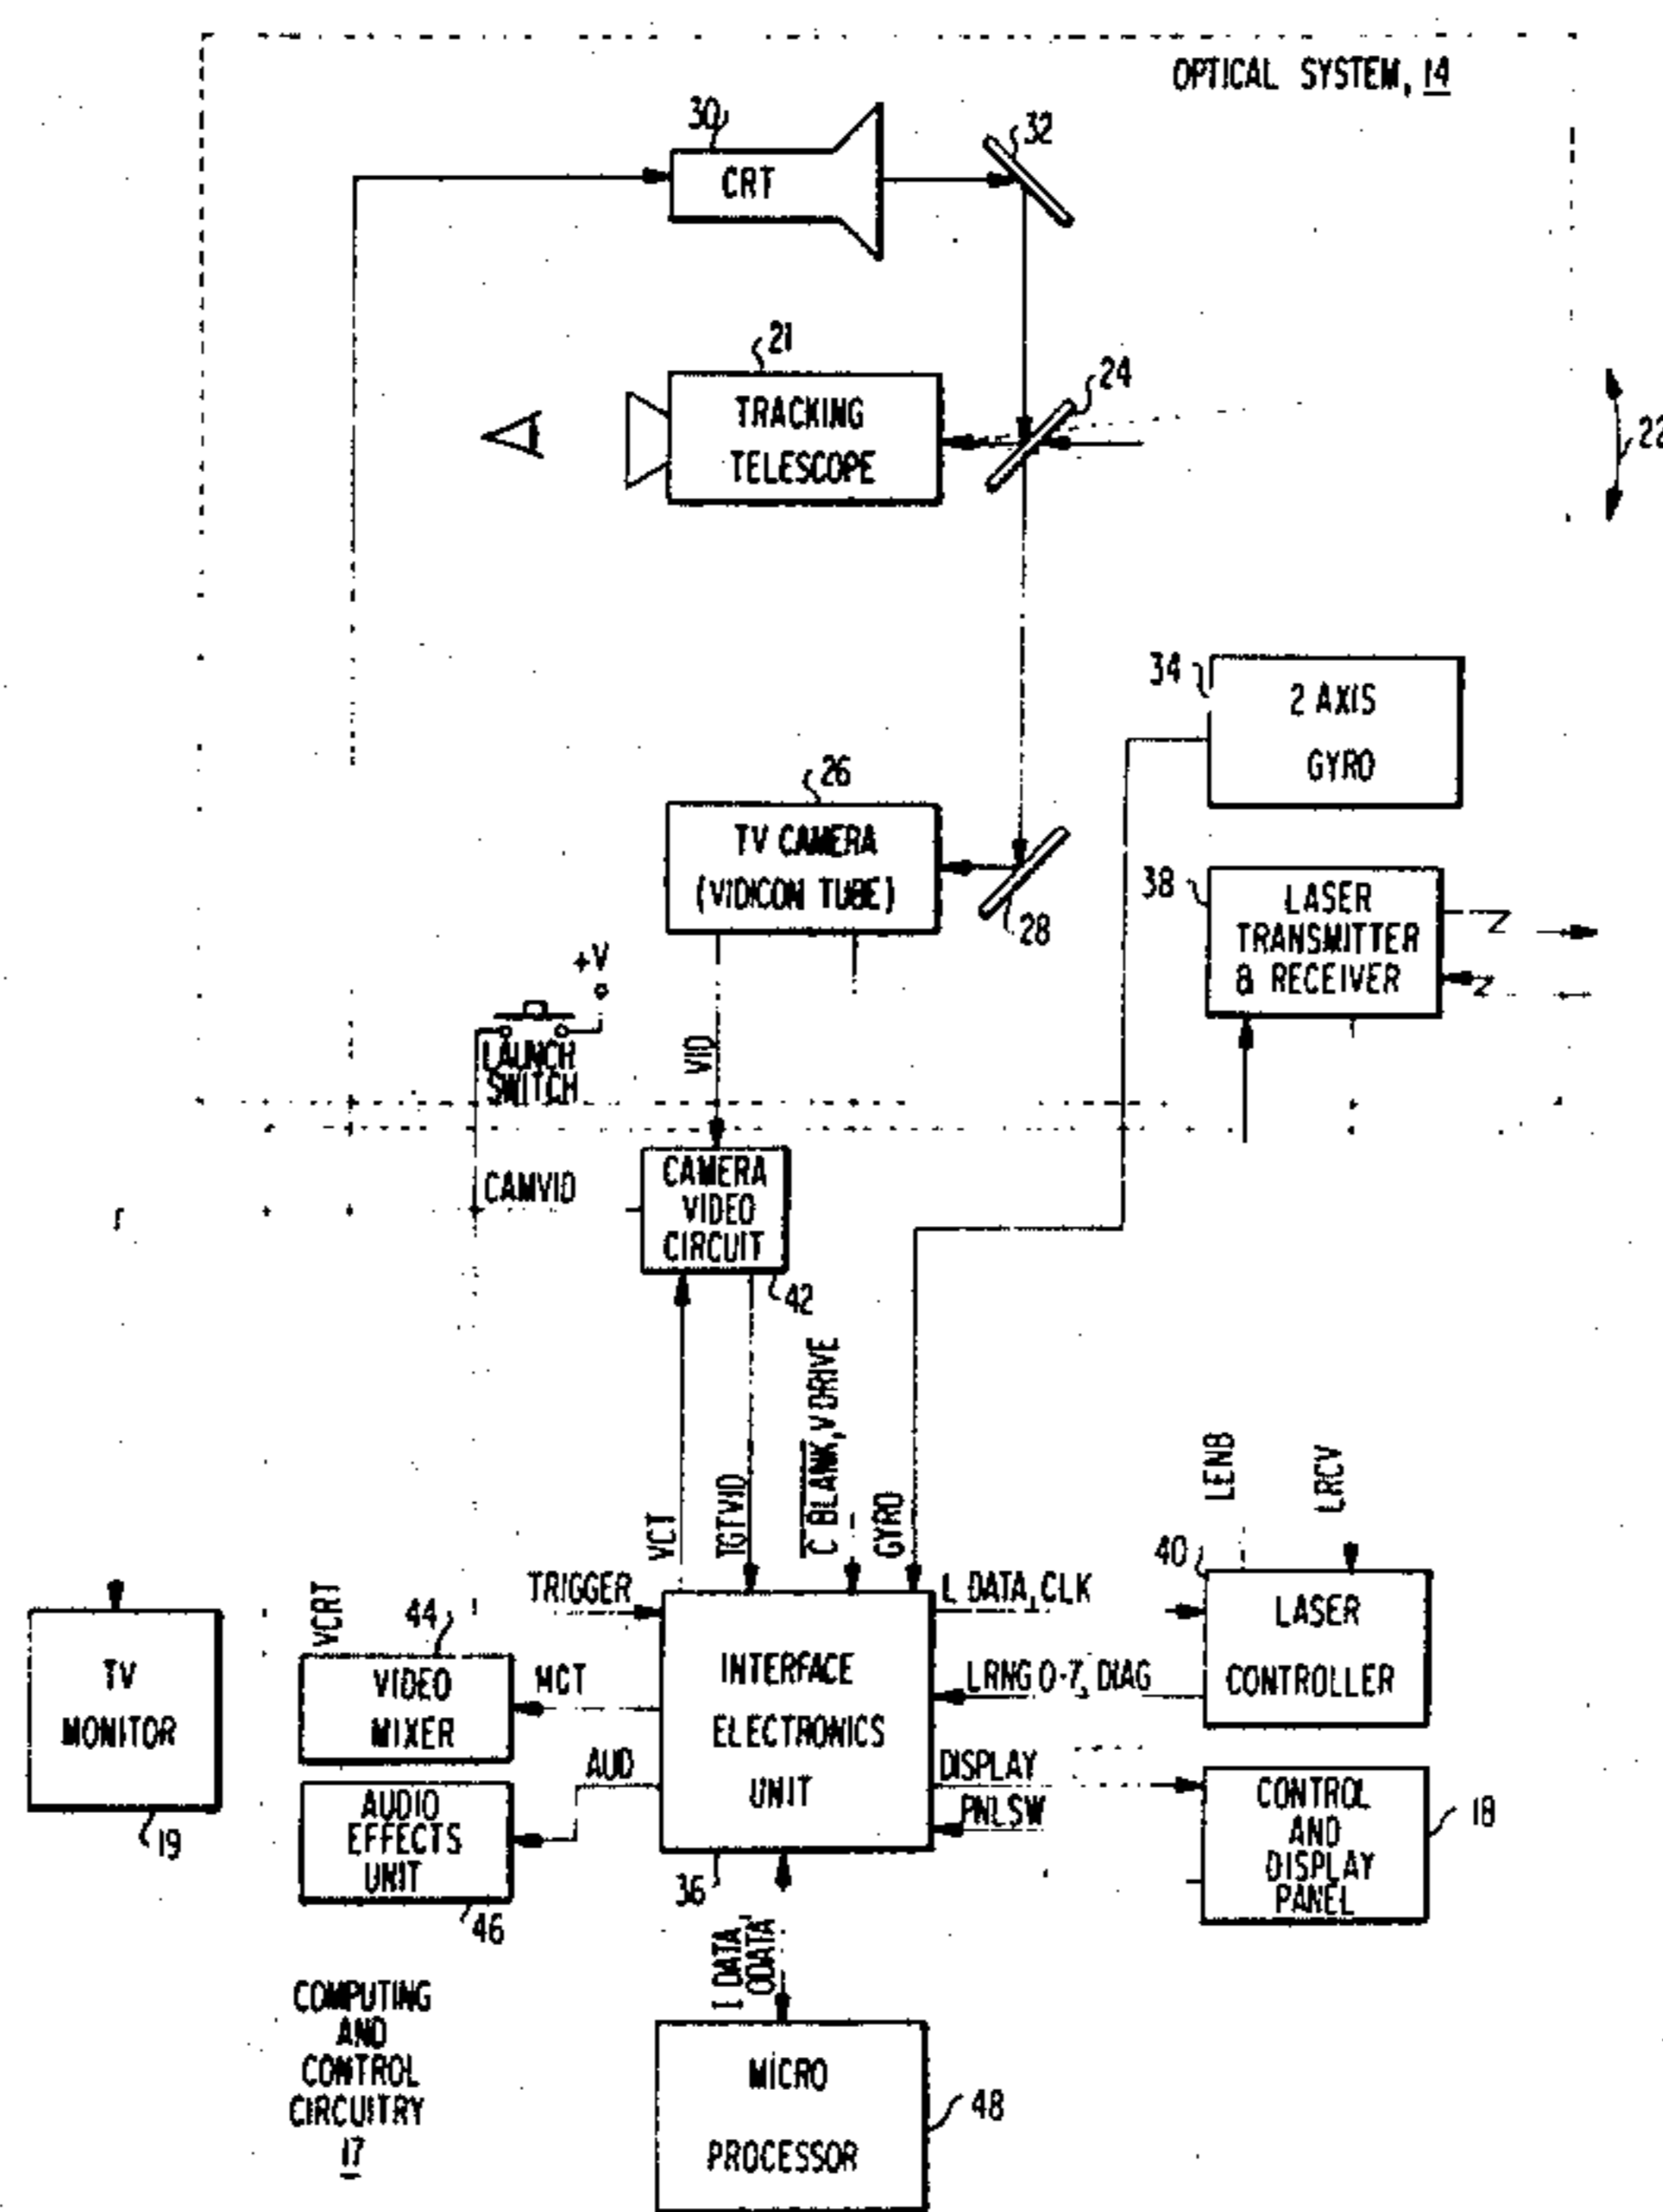 OPTICAL SYSTEM, 14
30
CRT
32
21
TRACKING
TELESCOPE
24
22
34
2 AXIS
GYRO
26
TV CAMERA
(VIDICON TUBE)
28
38
LASER
TRANSMITTER
& RECEIVER
+V
LAUNCH
SWITCH
VID
CAMVID
CAMERA
VIDEO
CIRCUIT
42
VCT
TGTVID
C BLANK, V DRIVE
GYRO
LENB
LRCV
TRIGGER
L DATA, CLK
40
LASER
CONTROLLER
VCRT
44
VIDEO
MIXER
MCT
INTERFACE
ELECTRONICS
UNIT
LRNG 0-7, DIAG
TV
MONITOR
19
AUD
AUDIO
EFFECTS
UNIT
46
DISPLAY
PNLSW
CONTROL
AND
DISPLAY
PANEL
18
36
I DATA,
ODATA
COMPUTING
AND
CONTROL
CIRCUITRY
17
MICRO
PROCESSOR
48